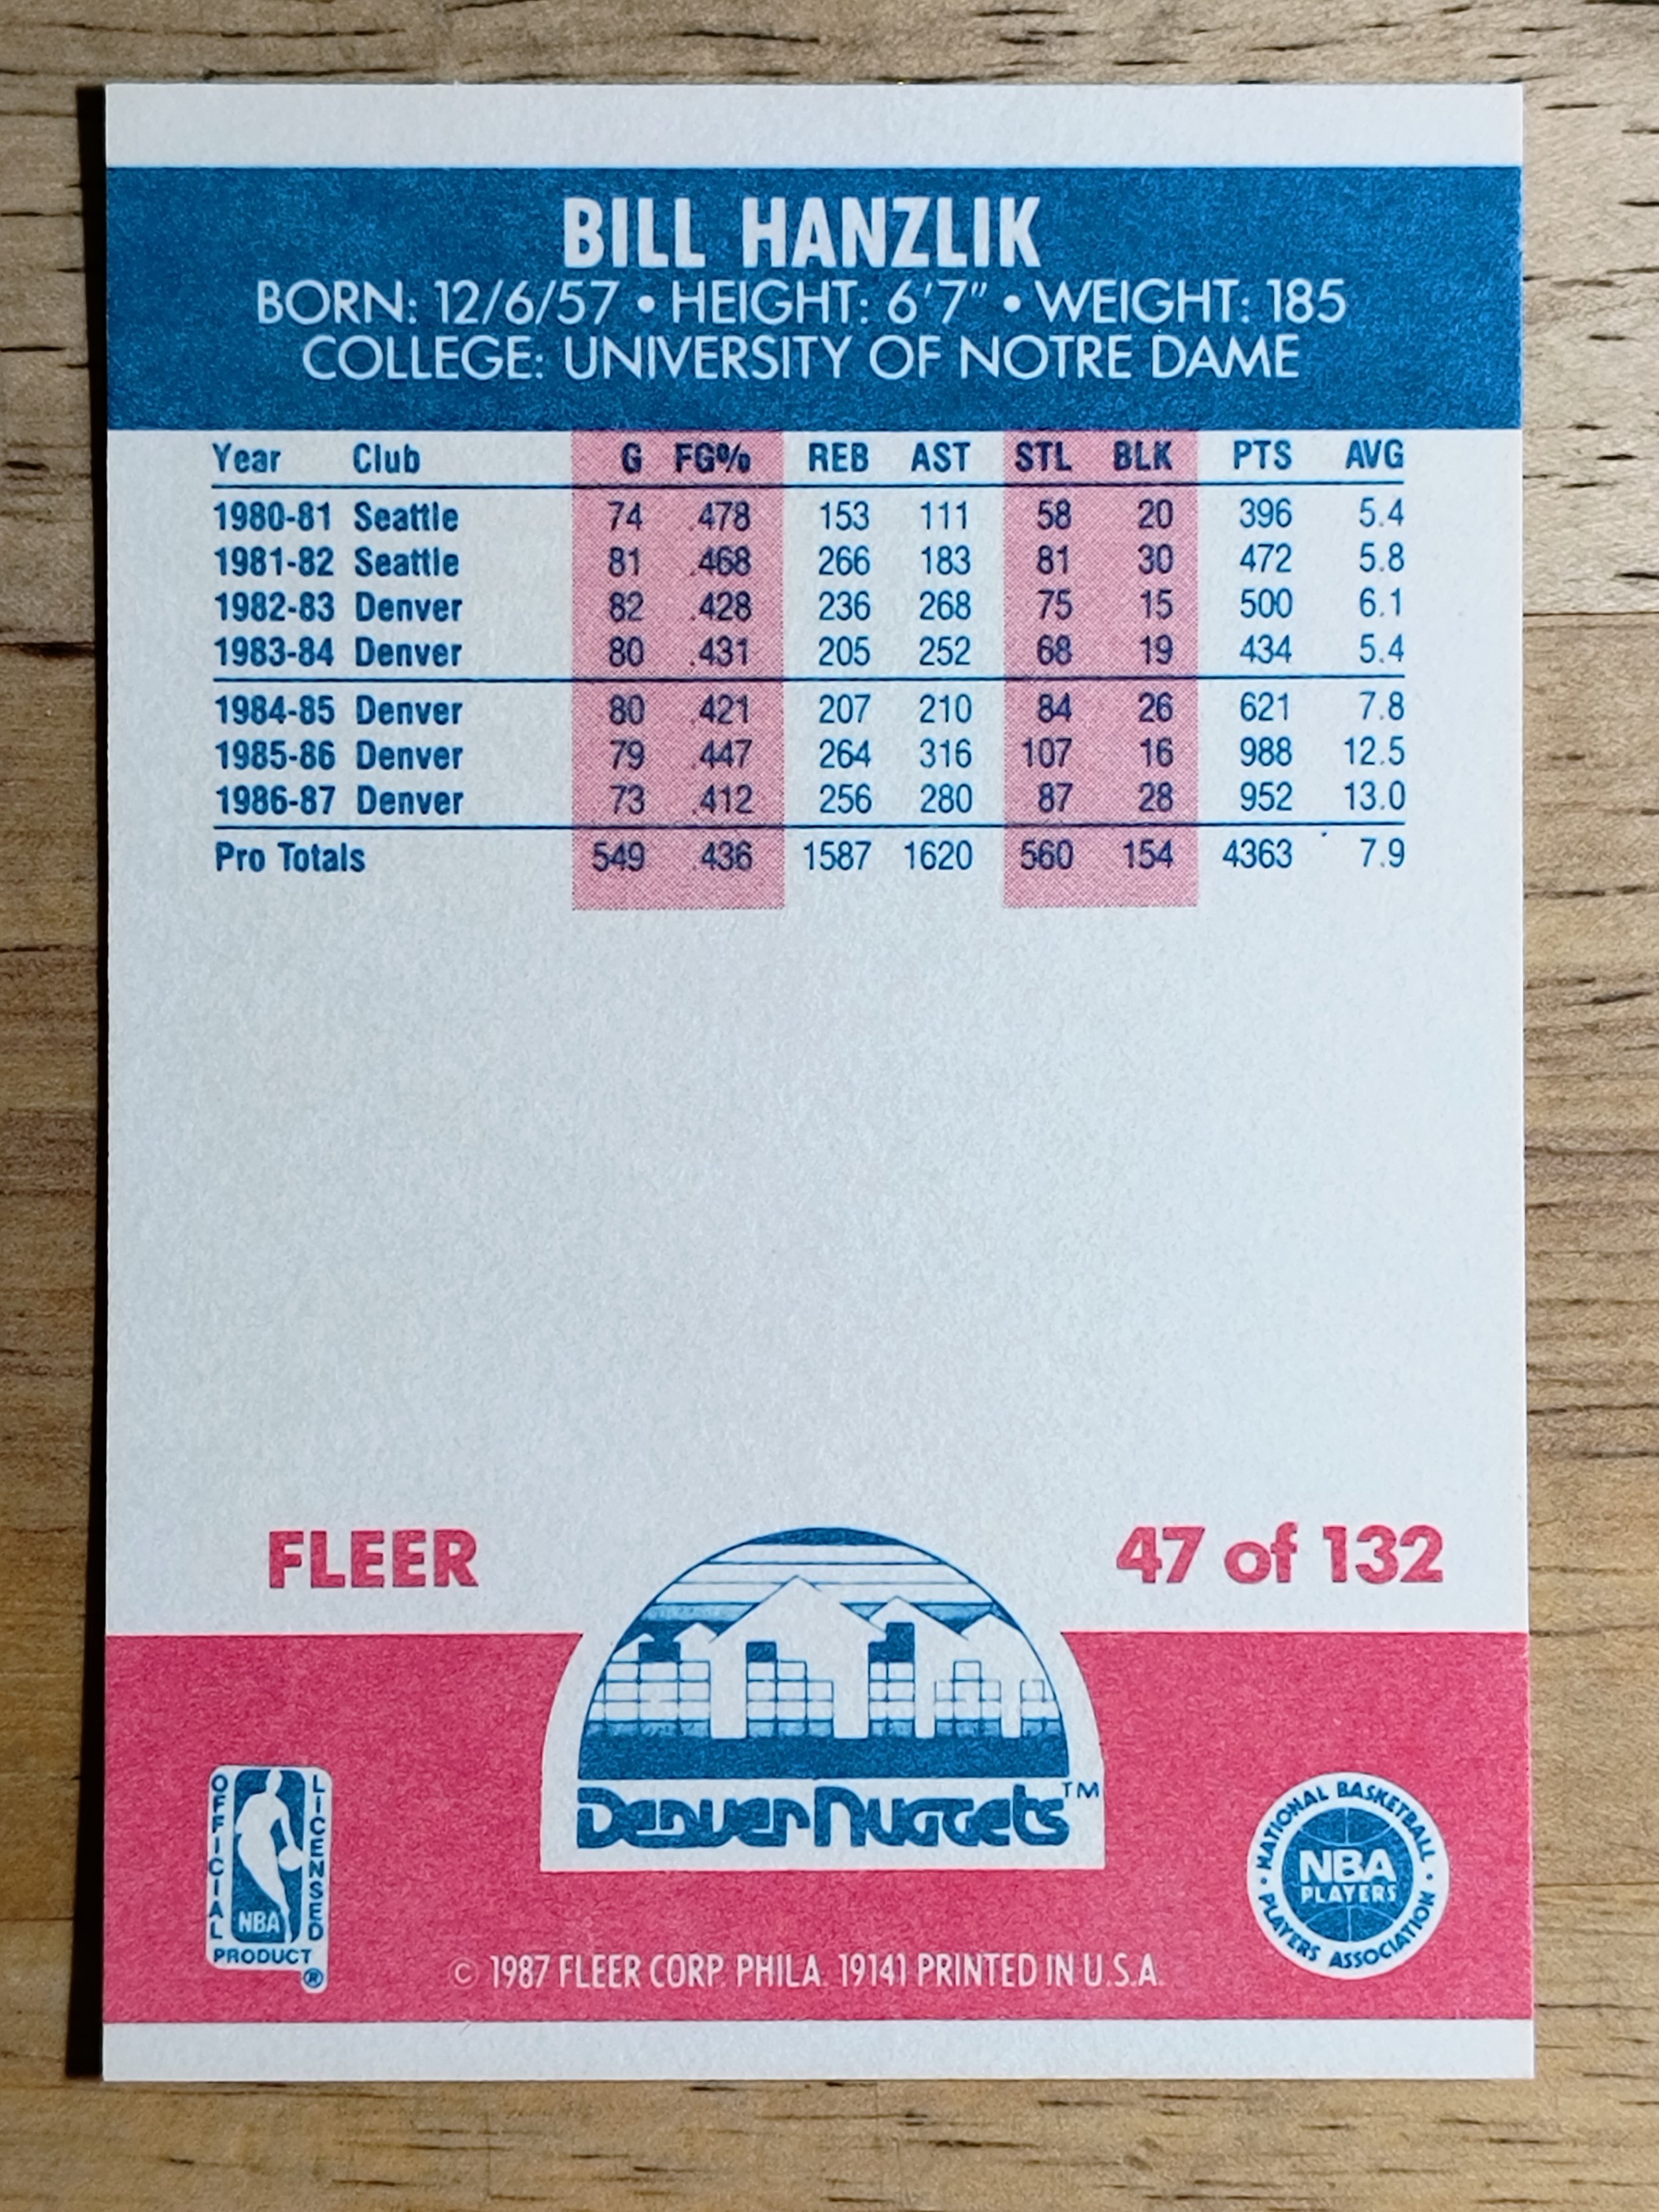 BILL HANZLIK
BORN: 12/6/57 • HEIGHT: 6'7" • WEIGHT: 185
COLLEGE: UNIVERSITY OF NOTRE DAME
Year Club G FG% REB AST STL BLK PTS AVG
1980-81 Seattle 74 .478 153 111 58 20 396 5.4
1981-82 Seattle 81 .468 266 183 81 30 472 5.8
1982-83 Denver 82 .428 236 268 75 15 500 6.1
1983-84 Denver 80 .431 205 252 68 19 434 5.4
1984-85 Denver 80 .421 207 210 84 26 621 7.8
1985-86 Denver 79 .447 264 316 107 16 988 12.5
1986-87 Denver 73 .412 256 280 87 28 952 13.0
Pro Totals 549 .436 1587 1620 560 154 4363 7.9
FLEER
47 of 132
Denver Nuggets™
OFFICIAL LICENSED
NBA
PRODUCT
®
NATIONAL BASKETBALL
NBA
PLAYERS
• PLAYERS ASSOCIATION •
© 1987 FLEER CORP. PHILA. 19141 PRINTED IN U.S.A.